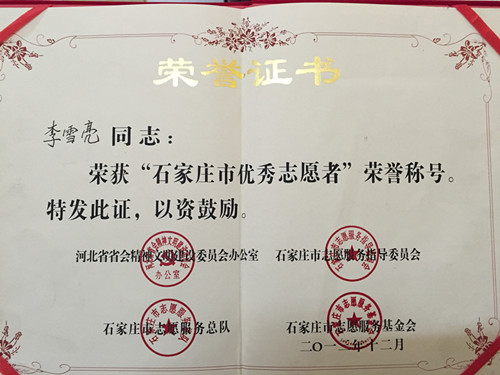 荣誉证书
李雪亮 同志：
荣获“石家庄市优秀志愿者”荣誉称号。
特发此证，以资鼓励。
河北省省会精神文明建设委员会办公室 石家庄市志愿服务指导委员会
办公室
石家庄市志愿服务总队 石家庄市志愿服务基金会
二〇一二年十二月